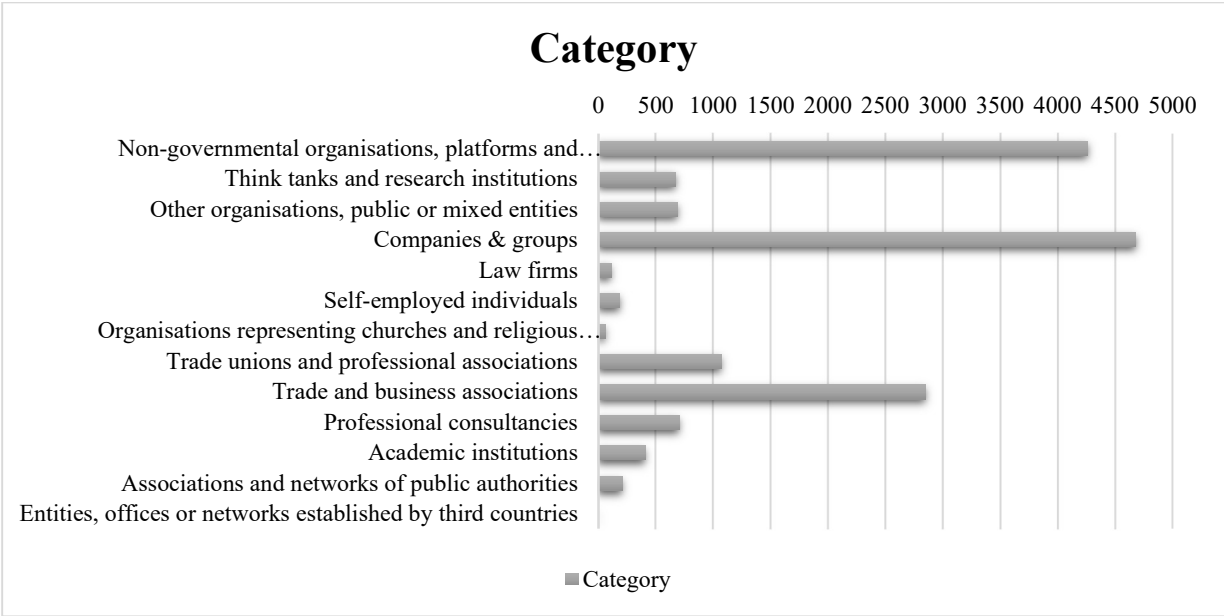 Category
0 500 1000 1500 2000 2500 3000 3500 4000 4500 5000
Non-governmental organisations, platforms and…
Think tanks and research institutions
Other organisations, public or mixed entities
Companies & groups
Law firms
Self-employed individuals
Organisations representing churches and religious…
Trade unions and professional associations
Trade and business associations
Professional consultancies
Academic institutions
Associations and networks of public authorities
Entities, offices or networks established by third countries
Category